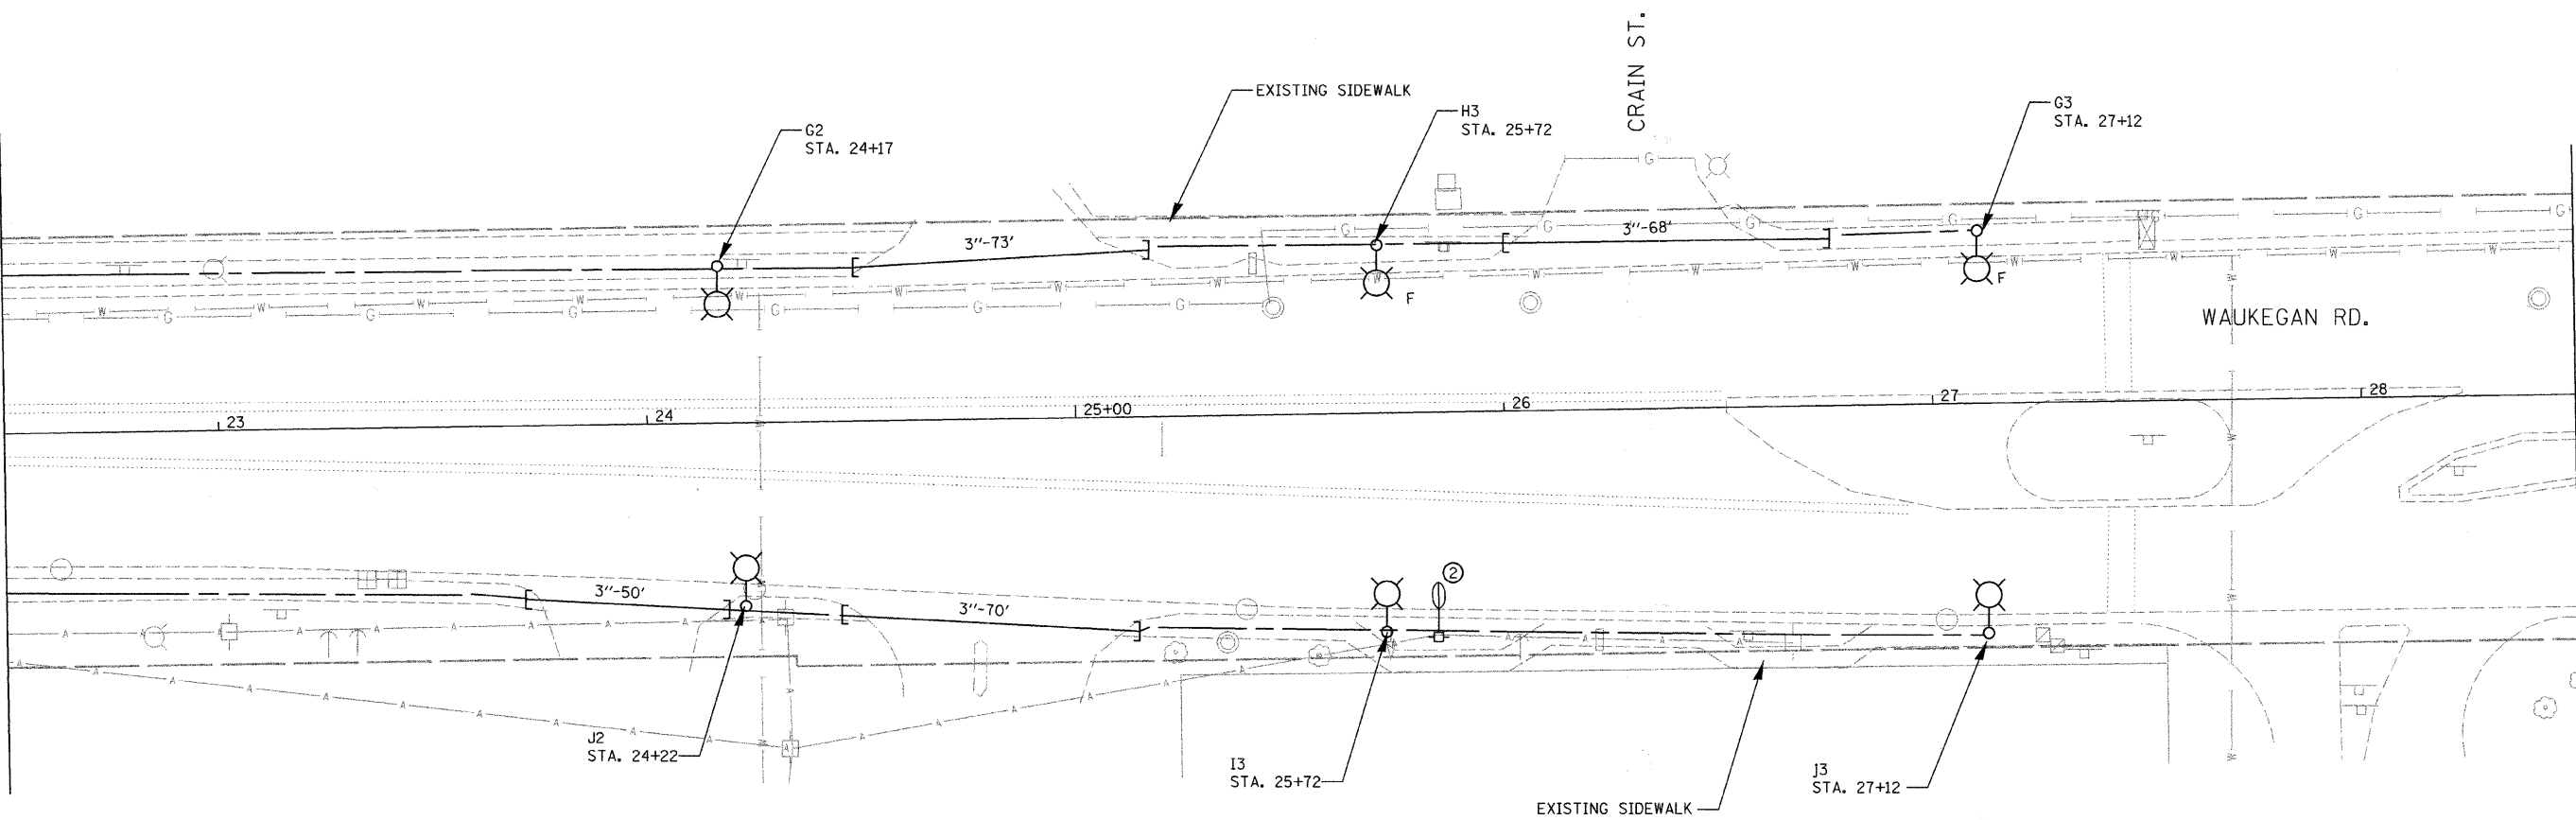 CRAIN ST.
EXISTING SIDEWALK
H3
STA. 25+72
G3
STA. 27+12
G2
STA. 24+17
3"-73'
3"-68'
F
F
WAUKEGAN RD.
23
24
25+00
26
27
28
3"-50'
3"-70'
2
J2
STA. 24+22
I3
STA. 25+72
j3
STA. 27+12
EXISTING SIDEWALK